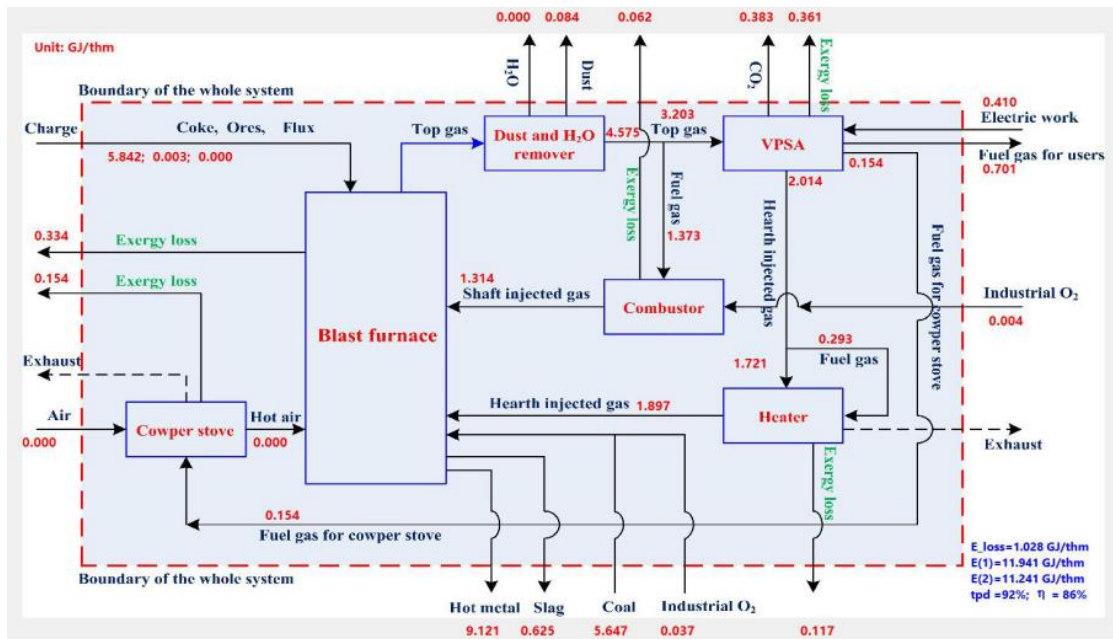 0.000
0.084
0.062
0.383
0.361
Unit: GJ/thm
H₂O
Dust
CO₂
Exergy loss
Boundary of the whole system
Boundary of the whole system
0.410
Electric work
Charge
Coke, Ores, Flux
5.842; 0.003; 0.000
Top gas
Dust and H₂O
remover
4.575
3.203
Top gas
VPSA
0.154
Fuel gas for users
0.701
2.014
Exergy loss
Fuel gas
1.373
Hearth injected gas
Fuel gas for cowper stove
0.334
Exergy loss
0.154
Exergy loss
1.314
Shaft injected gas
Combustor
Industrial O₂
0.004
Blast furnace
0.293
Fuel gas
1.721
Exhaust
Air
0.000
Cowper stove
Hot air
0.000
Hearth injected gas
1.897
Heater
Exhaust
Exergy loss
0.154
Fuel gas for cowper stove
E_loss=1.028 GJ/thm
E(1)=11.941 GJ/thm
E(2)=11.241 GJ/thm
tpd =92%; η = 86%
Boundary of the whole system
Hot metal
Slag
Coal
Industrial O₂
9.121
0.625
5.647
0.037
0.117